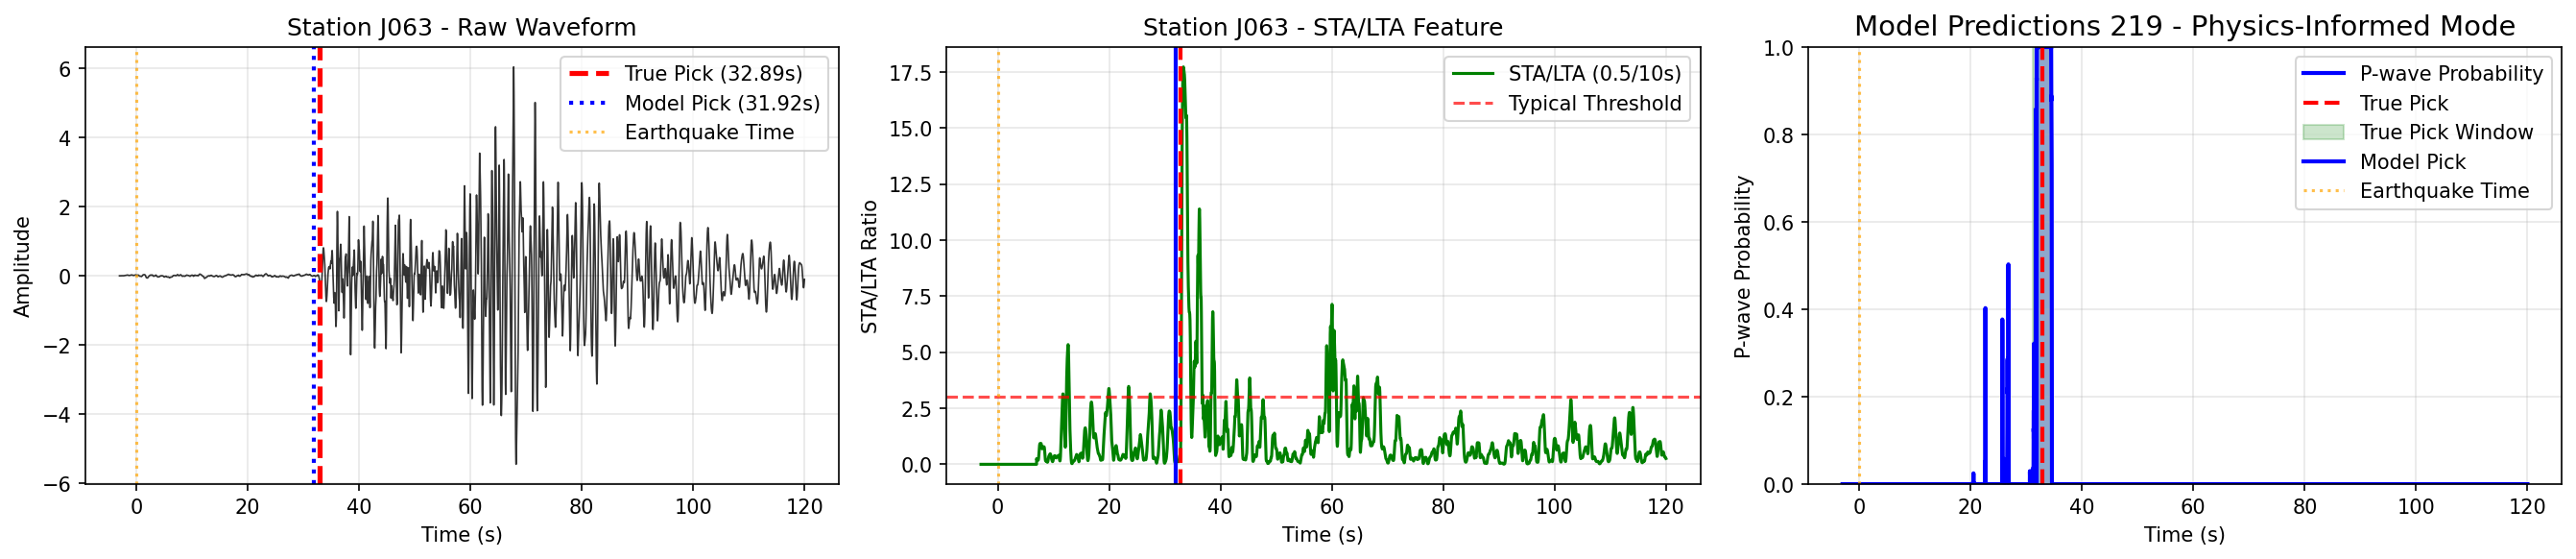 Station J063 - Raw Waveform
Amplitude
6
4
2
0
−2
−4
−6
0
20
40
60
80
100
120
Time (s)
True Pick (32.89s)
Model Pick (31.92s)
Earthquake Time
Station J063 - STA/LTA Feature
STA/LTA Ratio
17.5
15.0
12.5
10.0
7.5
5.0
2.5
0.0
0
20
40
60
80
100
120
Time (s)
STA/LTA (0.5/10s)
Typical Threshold
Model Predictions 219 - Physics-Informed Mode
P-wave Probability
1.0
0.8
0.6
0.4
0.2
0.0
0
20
40
60
80
100
120
Time (s)
P-wave Probability
True Pick
True Pick Window
Model Pick
Earthquake Time